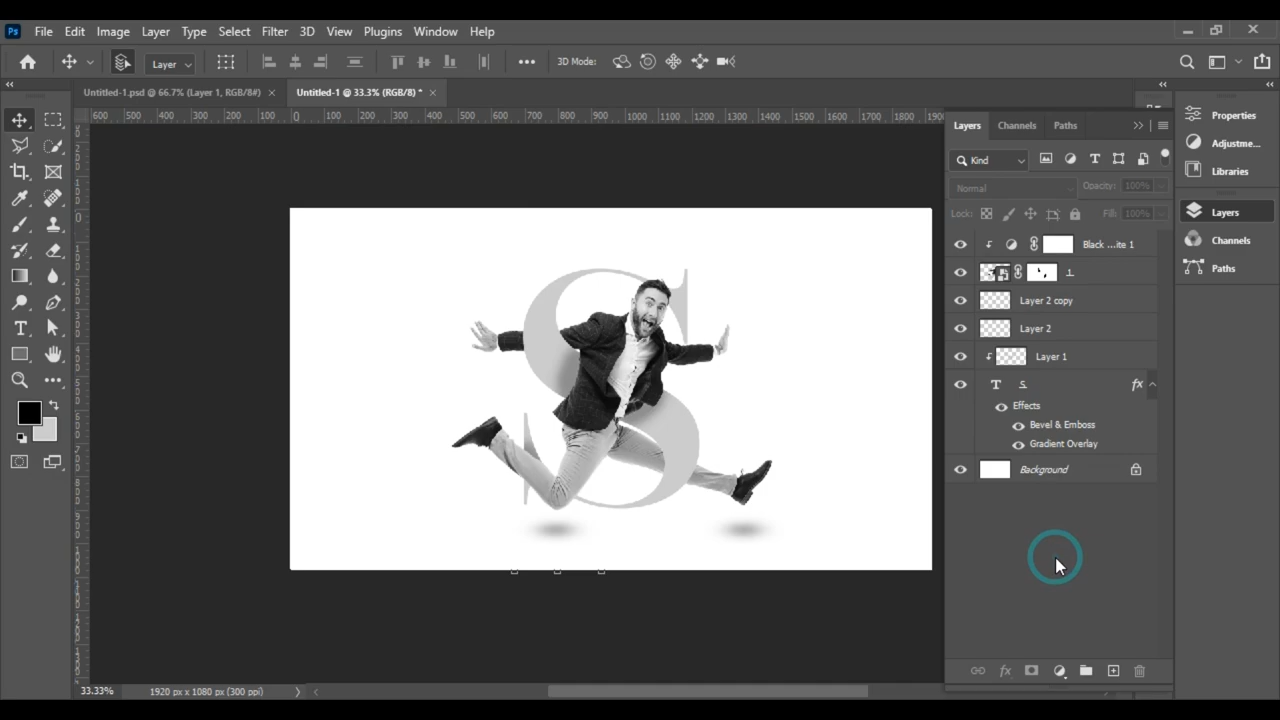 Ps File Edit Image Layer Type Select Filter 3D View Plugins Window Help
Layer 3D Mode:
Untitled-1.psd @ 66.7% (Layer 1, RGB/8#) × Untitled-1 @ 33.3% (RGB/8) * ×
600 500 400 300 200 100 0 100 200 300 400 500 600 700 800 900 1000 1100 1200 1300 1400 1500 1600 1700 1800 1900
Layers Channels Paths
Kind
Normal Opacity: 100%
Lock: Fill: 100%
Black ...ite 1
1
Layer 2 copy
Layer 2
Layer 1
T S fx
Effects
Bevel & Emboss
Gradient Overlay
Background
Properties
Adjustme...
Libraries
Layers
Channels
Paths
S
33.33% 1920 px x 1080 px (300 ppi)